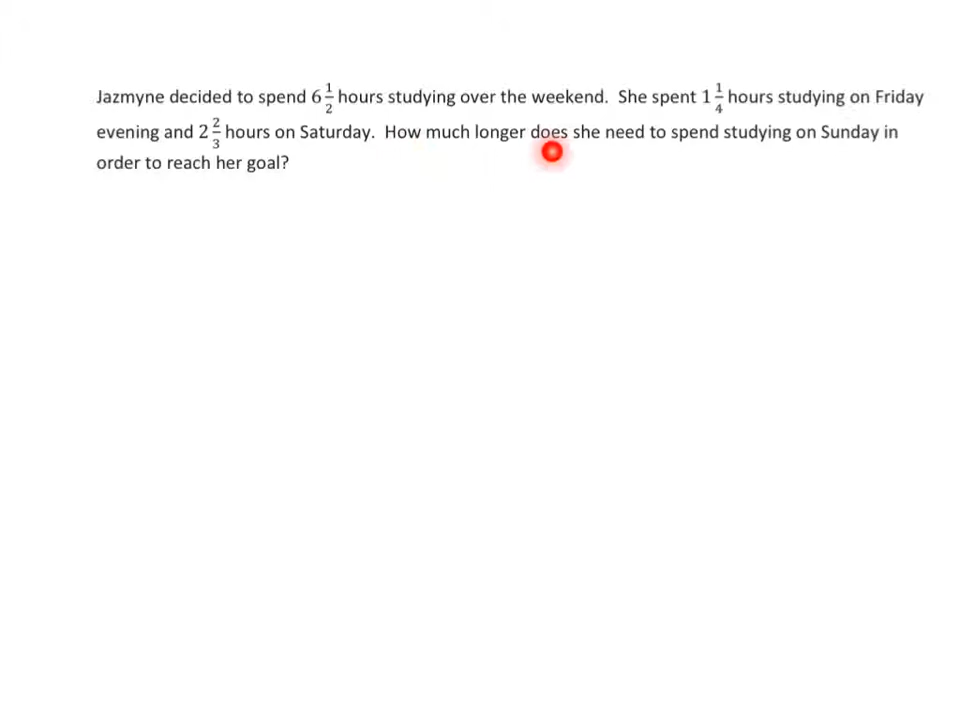 Jazmyne decided to spend 6 1/2 hours studying over the weekend. She spent 1 1/4 hours studying on Friday
evening and 2 2/3 hours on Saturday. How much longer does she need to spend studying on Sunday in
order to reach her goal?